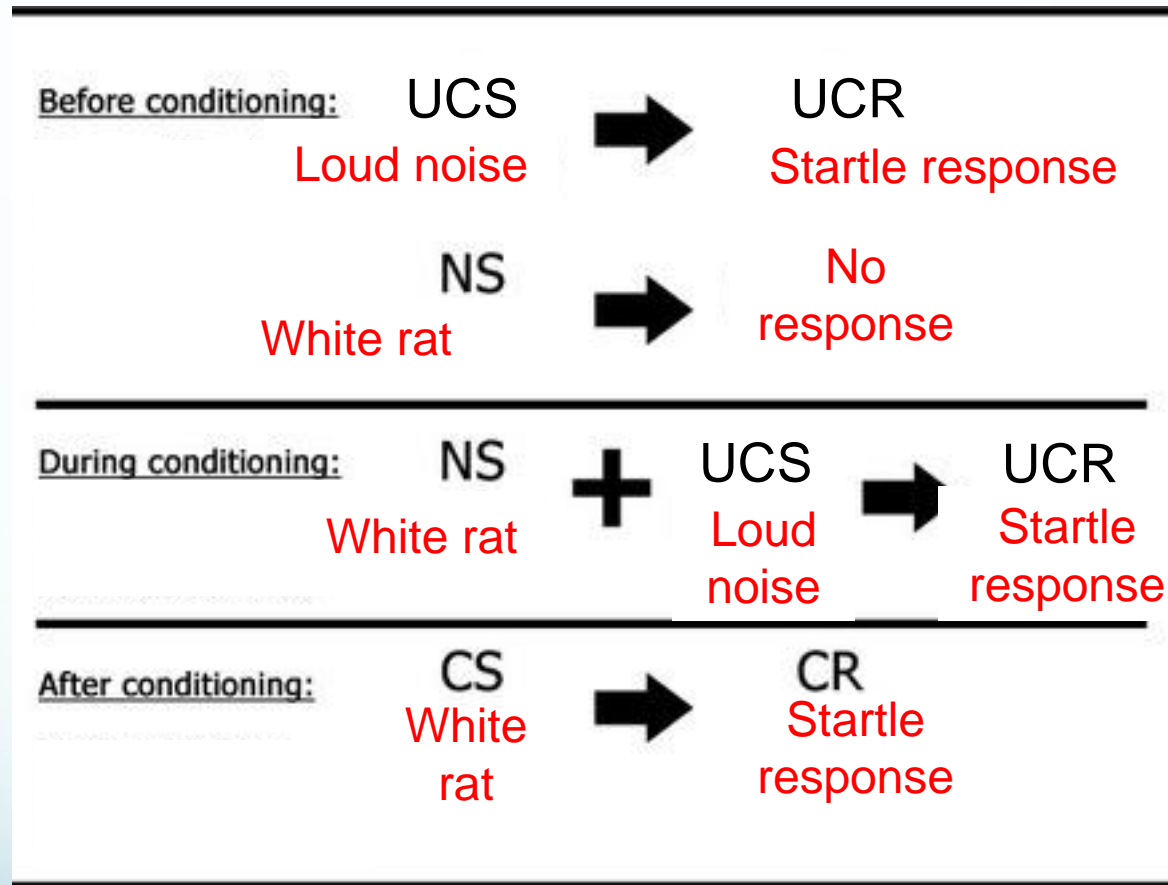 Before conditioning: UCS UCR
Loud noise Startle response
NS No
White rat response
During conditioning: NS + UCS UCR
White rat Loud Startle
noise response
After conditioning: CS CR
White Startle
rat response